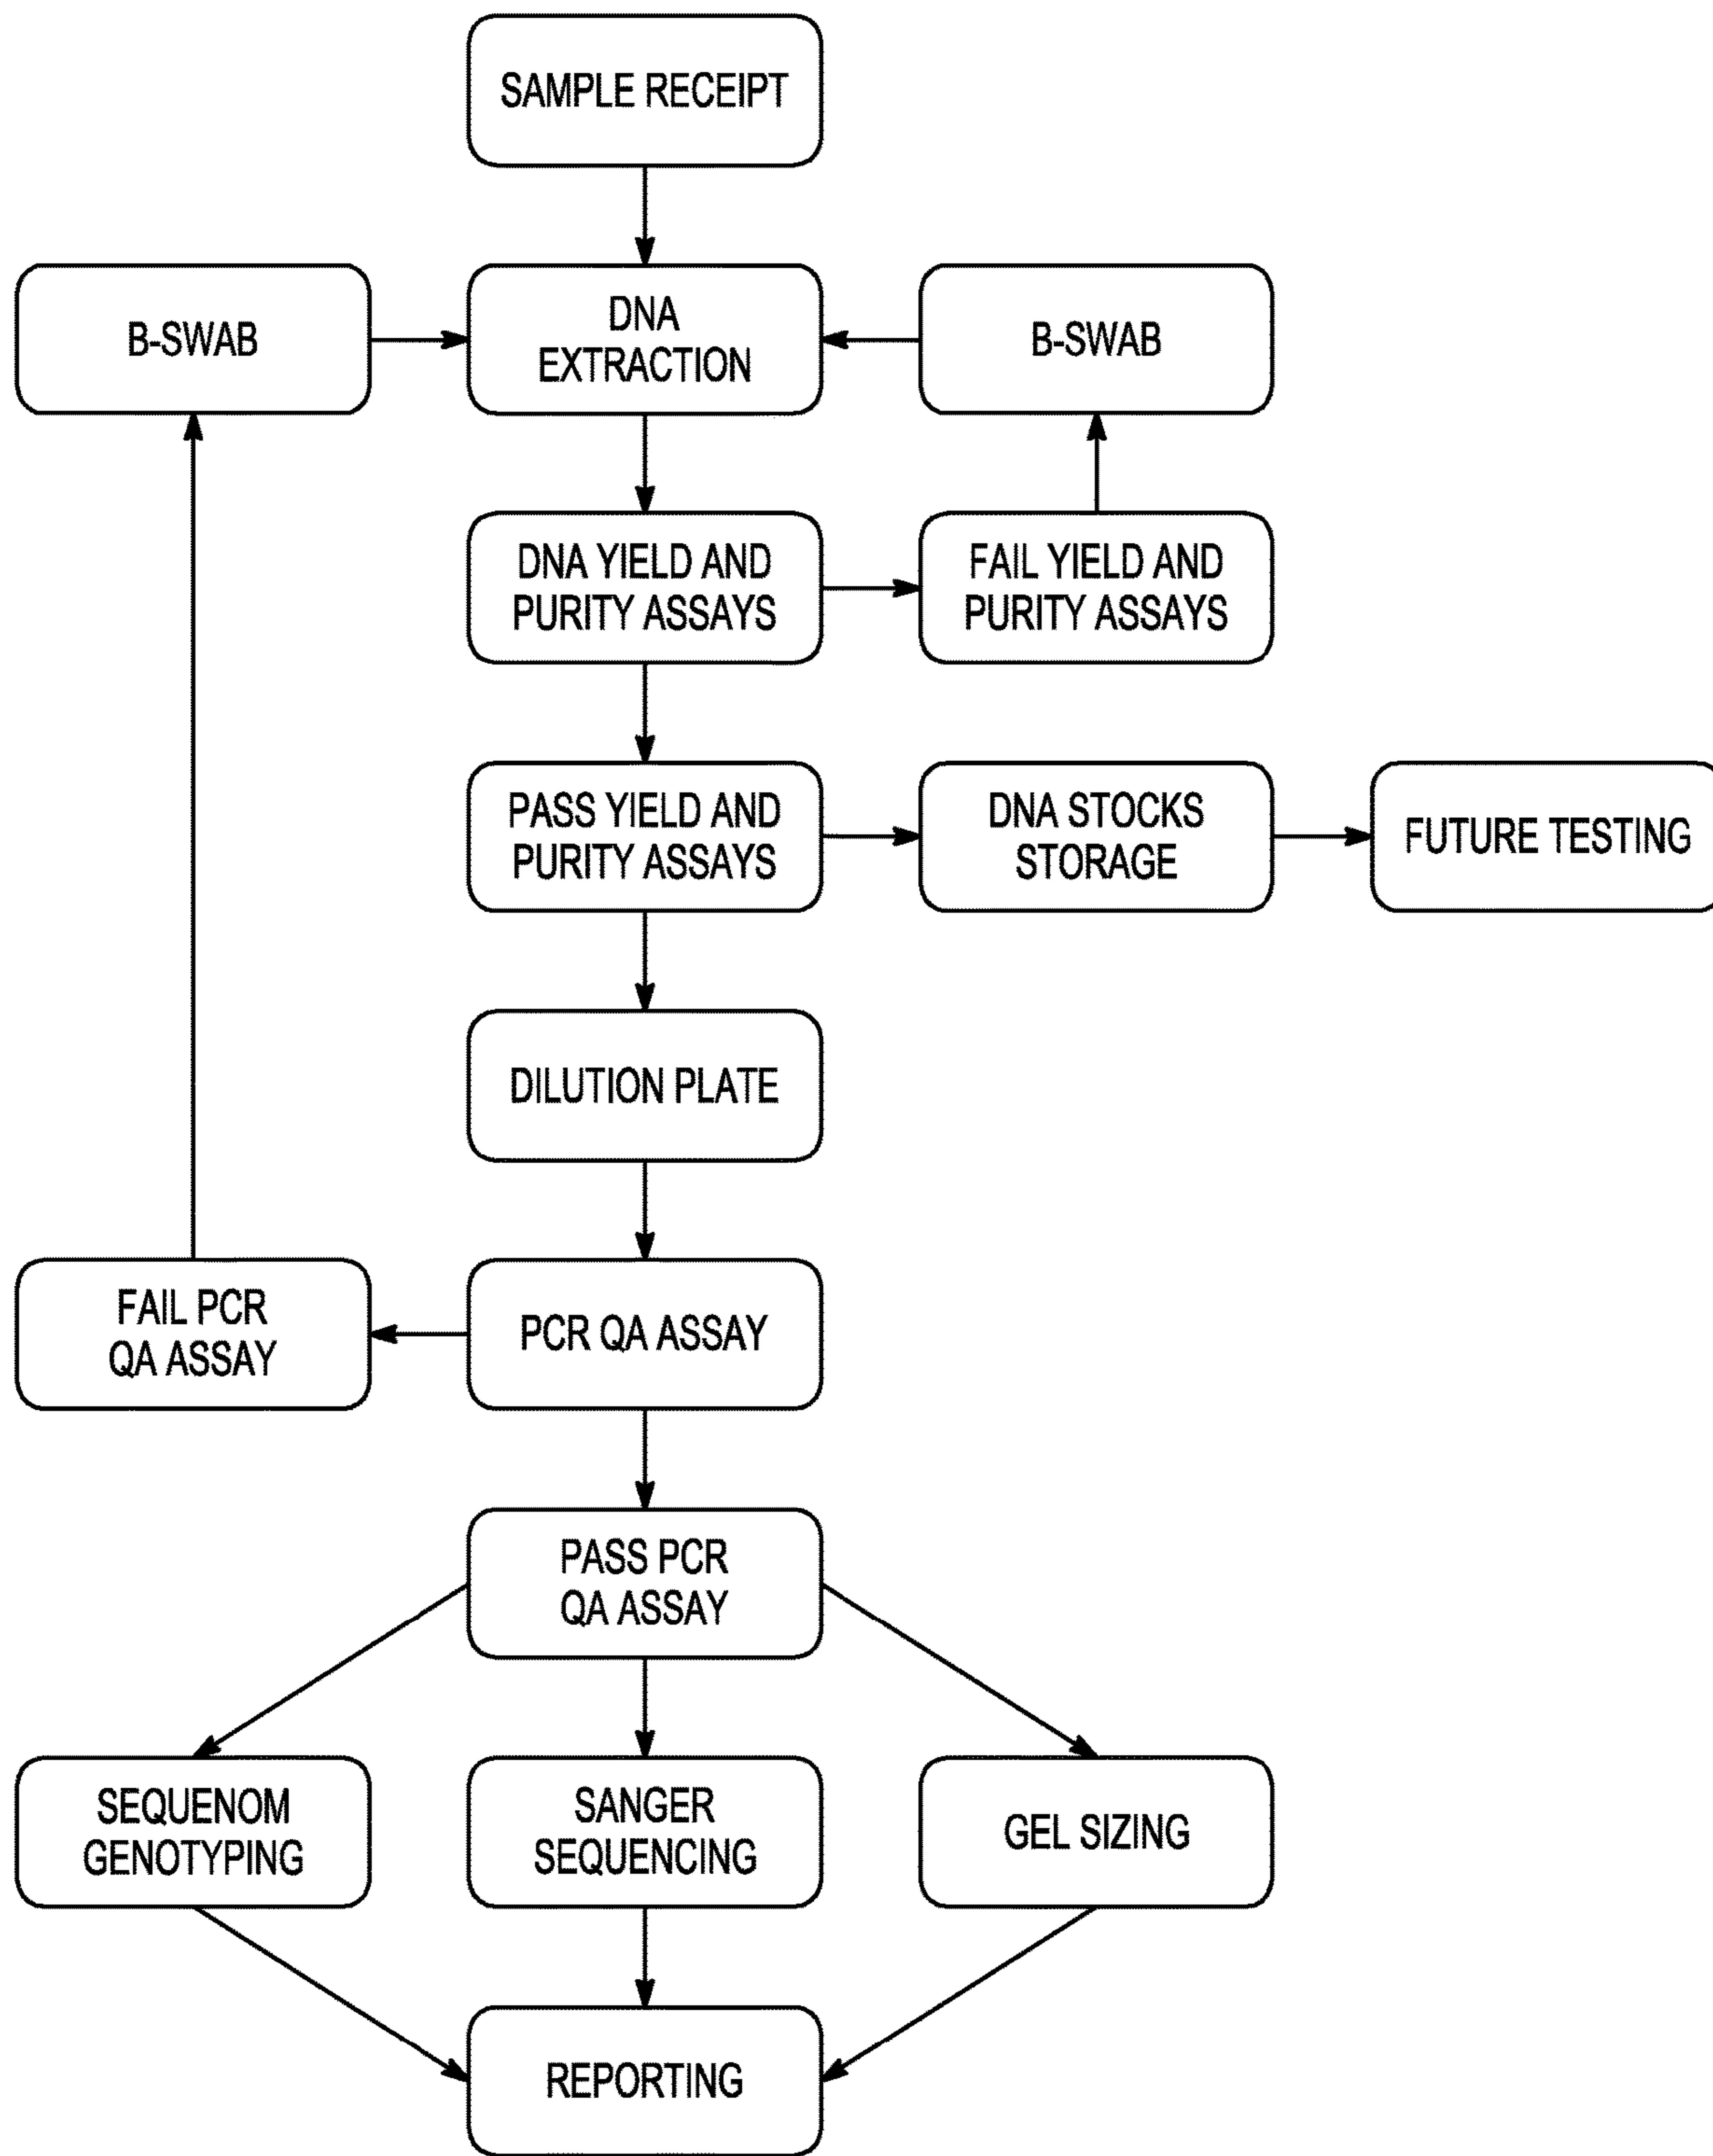 SAMPLE RECEIPT
B-SWAB
DNA
EXTRACTION
B-SWAB
DNA YIELD AND
PURITY ASSAYS
FAIL YIELD AND
PURITY ASSAYS
PASS YIELD AND
PURITY ASSAYS
DNA STOCKS
STORAGE
FUTURE TESTING
DILUTION PLATE
FAIL PCR
QA ASSAY
PCR QA ASSAY
PASS PCR
QA ASSAY
SEQUENOM
GENOTYPING
SANGER
SEQUENCING
GEL SIZING
REPORTING